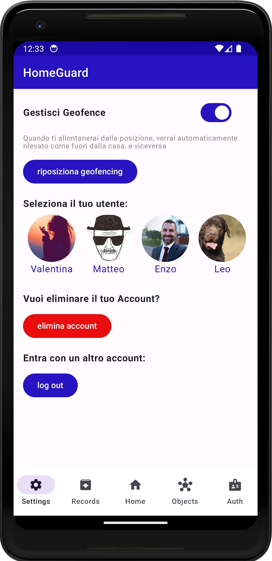 12:33
HomeGuard
Gestisci Geofence
Quando ti allontanerai dalla posizione, verrai automaticamente
rilevato come fuori dalla casa, e viceversa
riposiziona geofencing
Seleziona il tuo utente:
Valentina Matteo Enzo Leo
Vuoi eliminare il tuo Account?
elimina account
Entra con un altro account:
log out
Settings Records Home Objects Auth